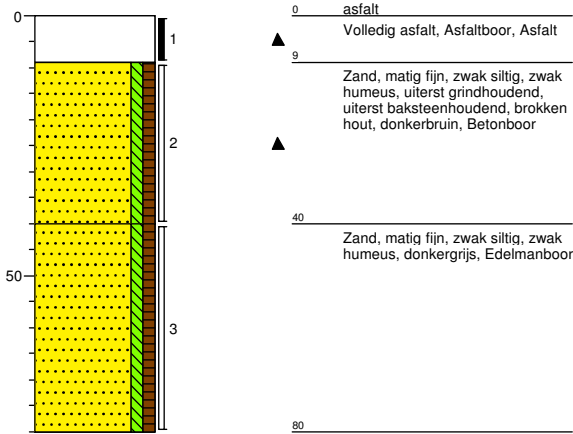 0
50
1
2
3
0 asfalt
Volledig asfalt, Asfaltboor, Asfalt
9
Zand, matig fijn, zwak siltig, zwak
humeus, uiterst grindhoudend,
uiterst baksteenhoudend, brokken
hout, donkerbruin, Betonboor
40
Zand, matig fijn, zwak siltig, zwak
humeus, donkergrijs, Edelmanboor
80